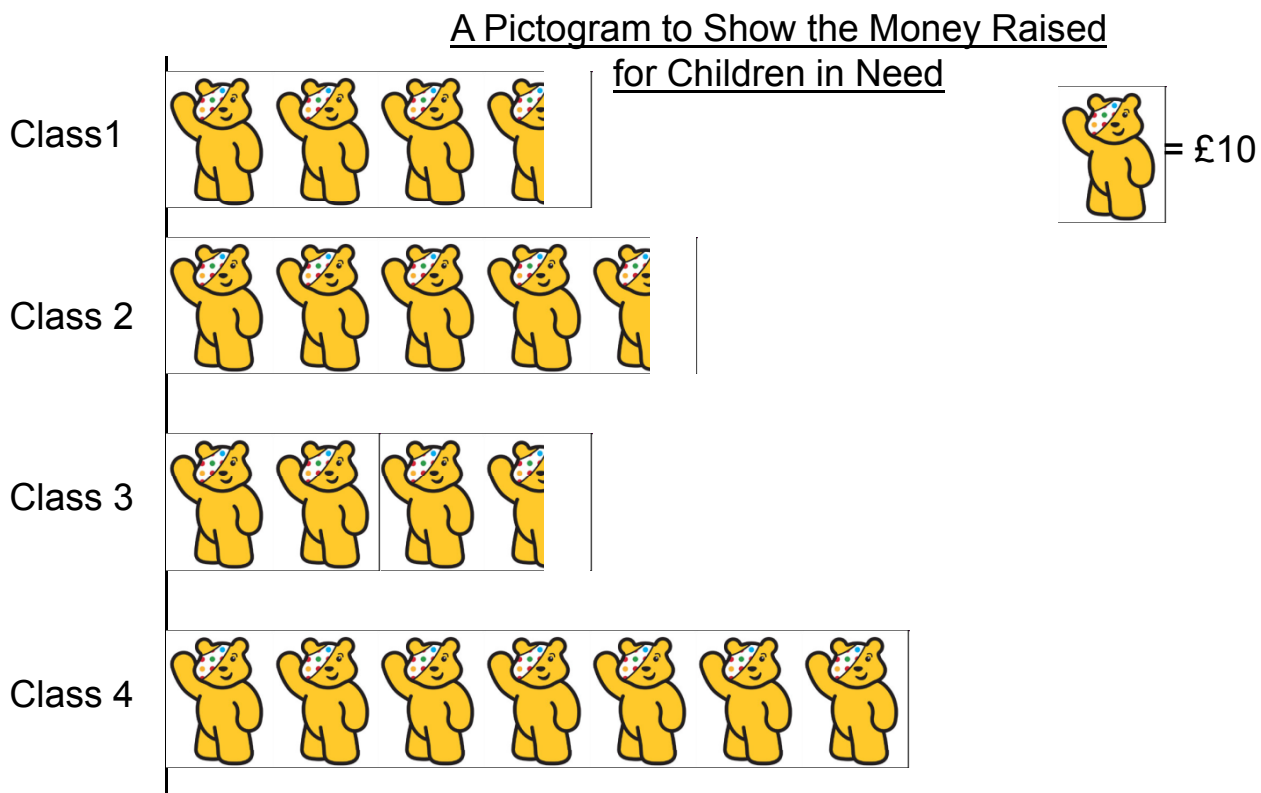 A Pictogram to Show the Money Raised
for Children in Need
Class1
= £10
Class 2
Class 3
Class 4